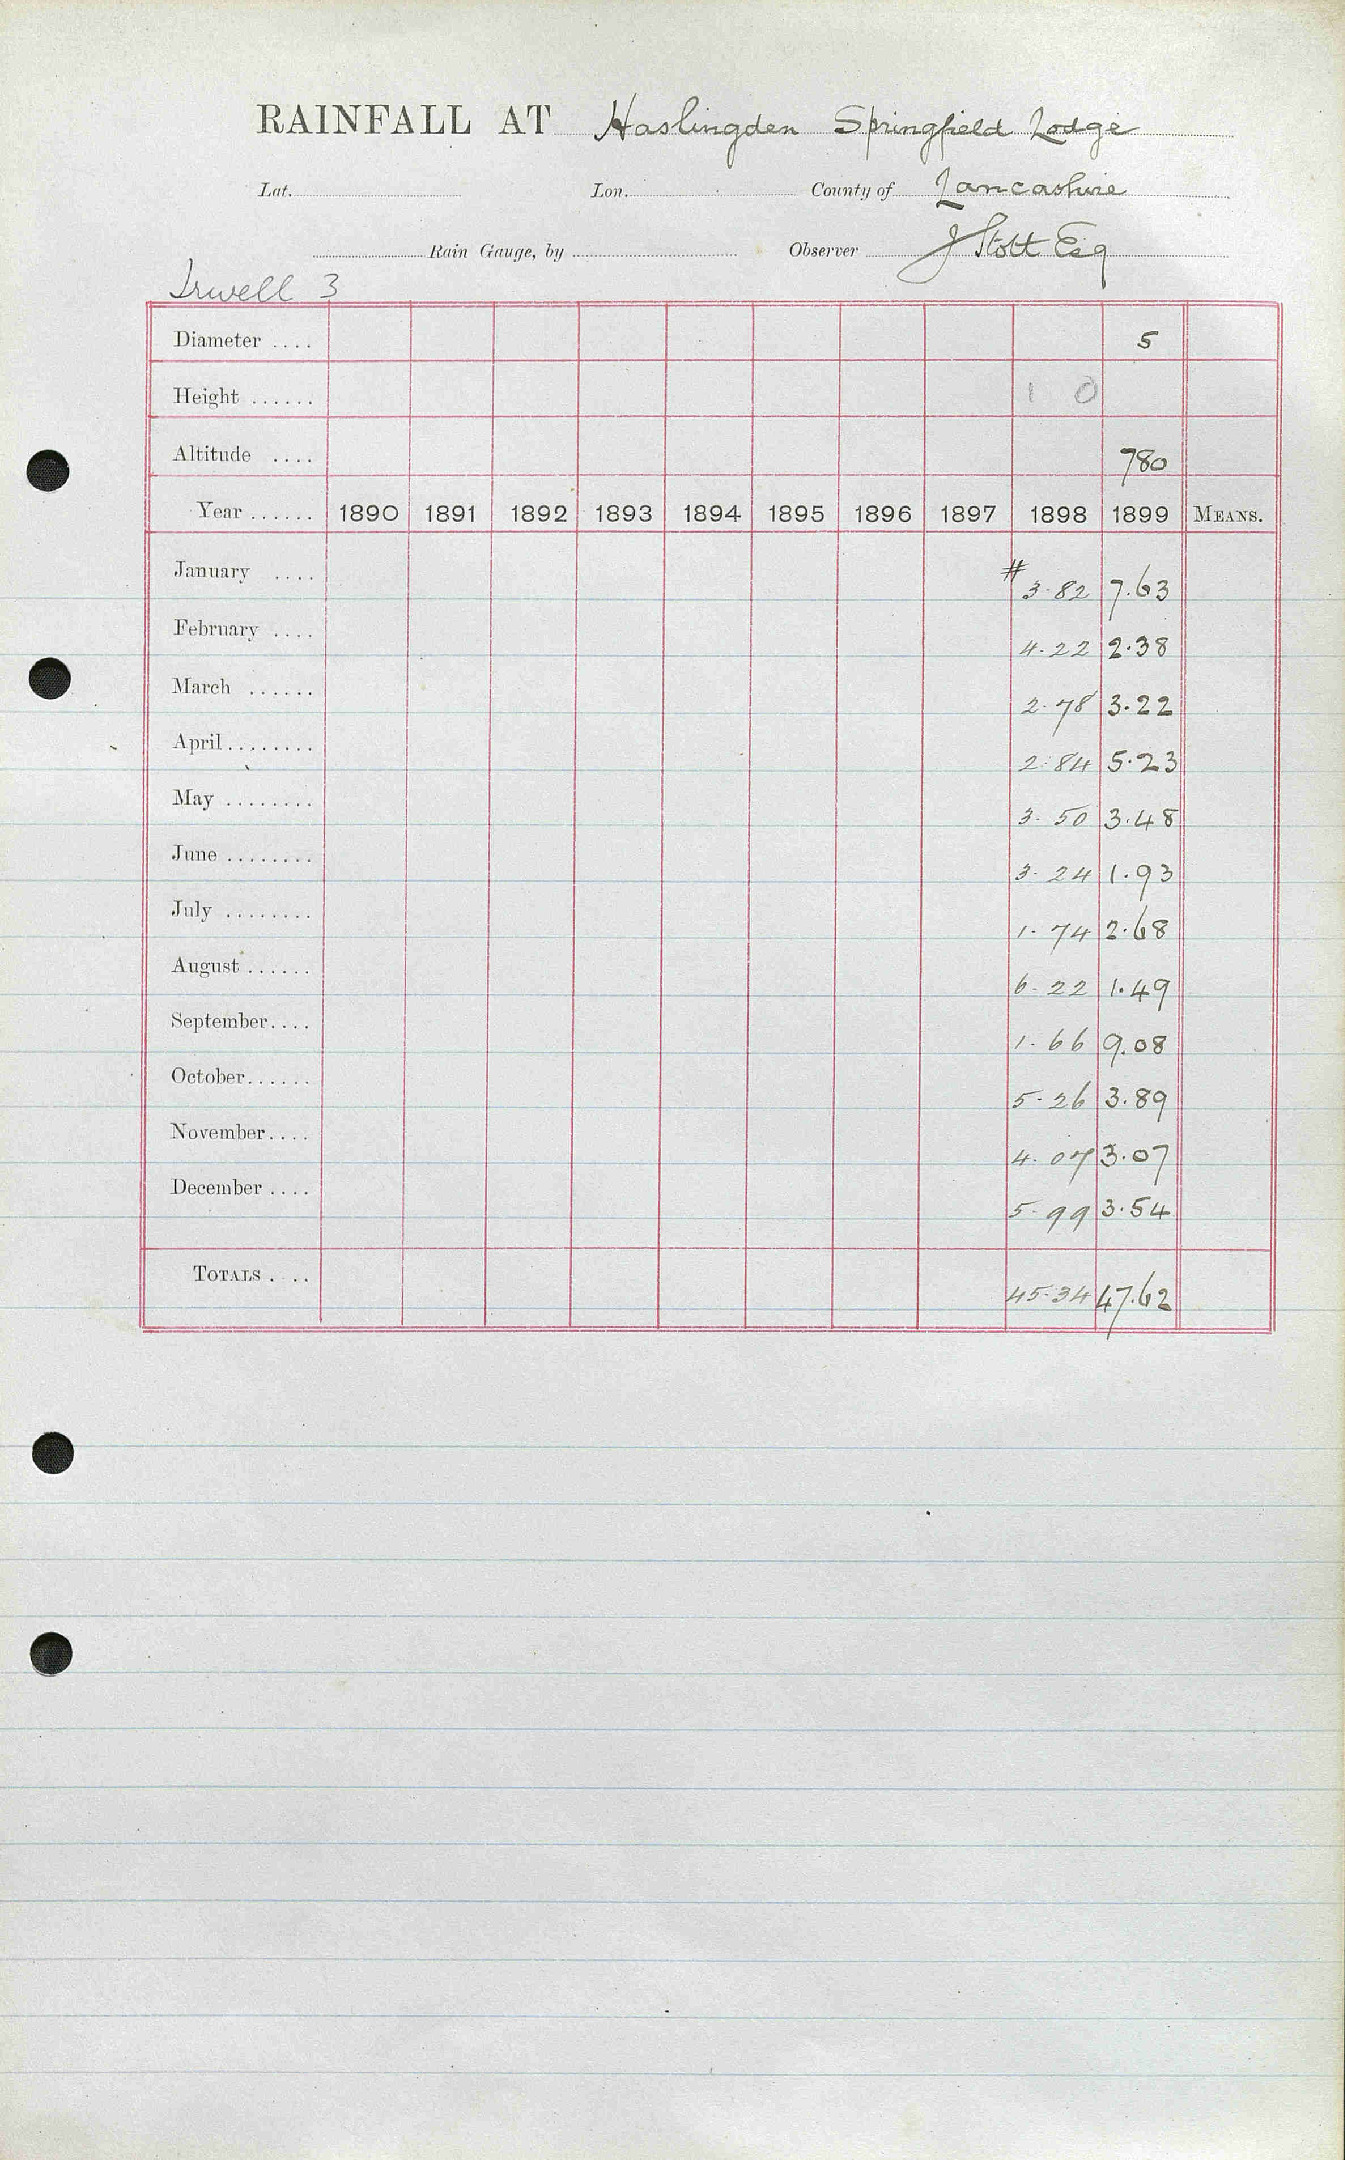 RAINFALL AT Haslingden Springfield Lodge
Lat. Lon. County of Lancashire
Rain Gauge, by Observer J Stott Esq
Irwell 3
Diameter .... 5
Height ...... 1 0
Altitude .... 780
Year ...... 1890 1891 1892 1893 1894 1895 1896 1897 1898 1899 MEANS.
January .... # 3.82 7.63
February .... 4.22 2.38
March ...... 2.78 3.22
April ........ 2.84 5.23
May ........ 3.50 3.48
June ........ 3.24 1.93
July ........ 1.74 2.68
August ...... 6.22 1.49
September.... 1.66 9.08
October...... 5.26 3.89
November.... 4.07 3.07
December .... 5.99 3.54
TOTALS . .. 45.34 47.62